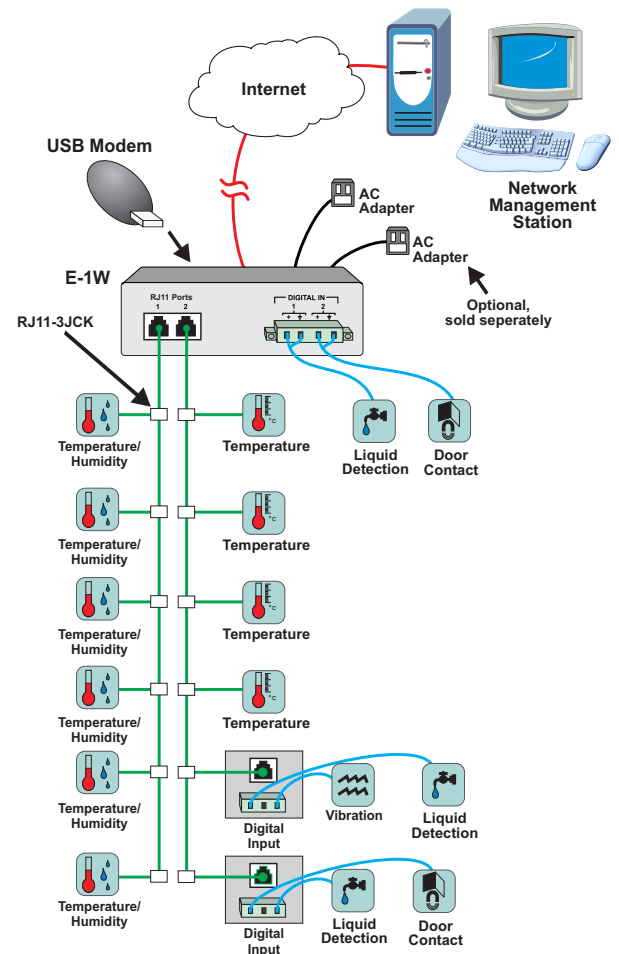 Internet
USB Modem
AC
Adapter
AC
Adapter
Network
Management
Station
Optional,
sold seperately
E-1W
RJ11 Ports
1 2
DIGITAL IN
1 2
+ +
RJ11-3JCK
Temperature/
Humidity
°C
Temperature
Liquid
Detection
Door
Contact
Temperature/
Humidity
°C
Temperature
Temperature/
Humidity
°C
Temperature
Temperature/
Humidity
°C
Temperature
Temperature/
Humidity
Digital
Input
Vibration
Liquid
Detection
Temperature/
Humidity
Digital
Input
Liquid
Detection
Door
Contact